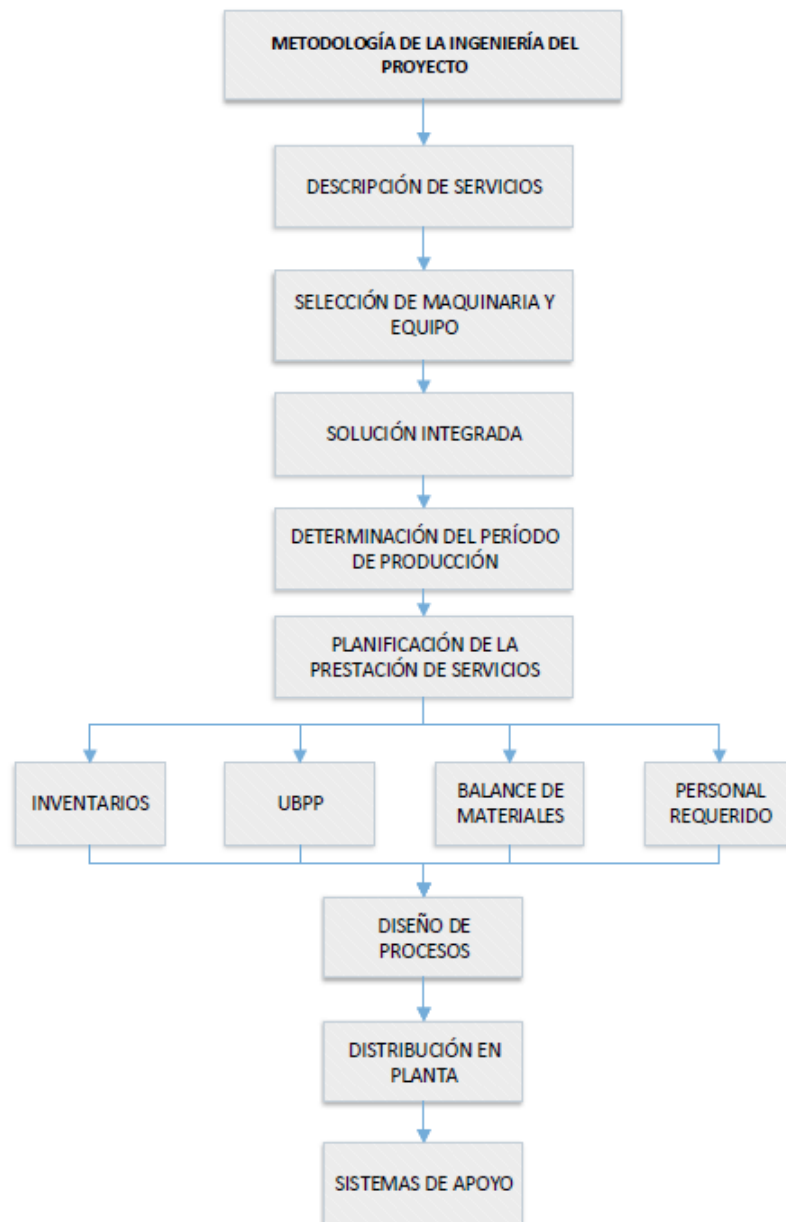 METODOLOGÍA DE LA INGENIERÍA DEL
PROYECTO
DESCRIPCIÓN DE SERVICIOS
SELECCIÓN DE MAQUINARIA Y
EQUIPO
SOLUCIÓN INTEGRADA
DETERMINACIÓN DEL PERÍODO
DE PRODUCCIÓN
PLANIFICACIÓN DE LA
PRESTACIÓN DE SERVICIOS
INVENTARIOS
UBPP
BALANCE DE
MATERIALES
PERSONAL
REQUERIDO
DISEÑO DE
PROCESOS
DISTRIBUCIÓN EN
PLANTA
SISTEMAS DE APOYO